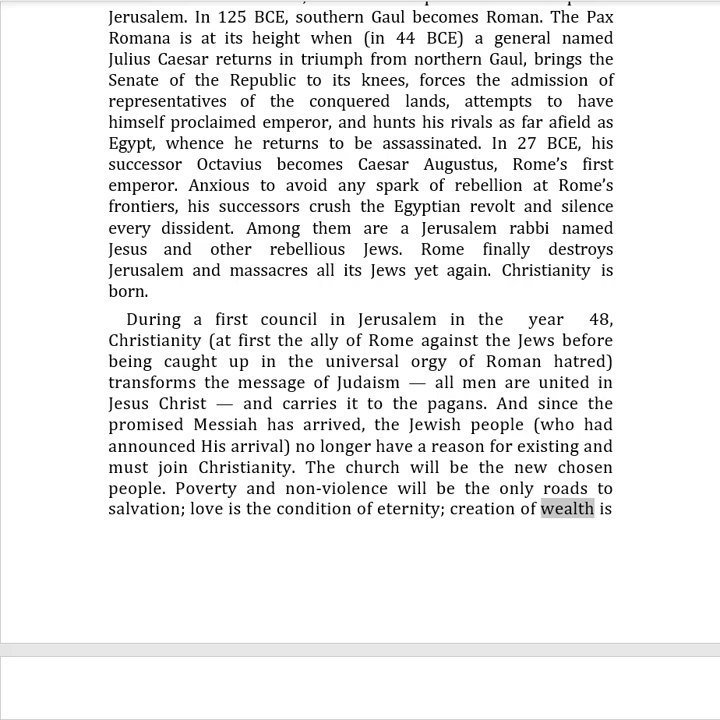 Jerusalem. In 125 BCE, southern Gaul becomes Roman. The Pax
Romana is at its height when (in 44 BCE) a general named
Julius Caesar returns in triumph from northern Gaul, brings the
Senate of the Republic to its knees, forces the admission of
representatives of the conquered lands, attempts to have
himself proclaimed emperor, and hunts his rivals as far afield as
Egypt, whence he returns to be assassinated. In 27 BCE, his
successor Octavius becomes Caesar Augustus, Rome’s first
emperor. Anxious to avoid any spark of rebellion at Rome’s
frontiers, his successors crush the Egyptian revolt and silence
every dissident. Among them are a Jerusalem rabbi named
Jesus and other rebellious Jews. Rome finally destroys
Jerusalem and massacres all its Jews yet again. Christianity is
born.
During a first council in Jerusalem in the year 48,
Christianity (at first the ally of Rome against the Jews before
being caught up in the universal orgy of Roman hatred)
transforms the message of Judaism — all men are united in
Jesus Christ — and carries it to the pagans. And since the
promised Messiah has arrived, the Jewish people (who had
announced His arrival) no longer have a reason for existing and
must join Christianity. The church will be the new chosen
people. Poverty and non-violence will be the only roads to
salvation; love is the condition of eternity; creation of wealth is